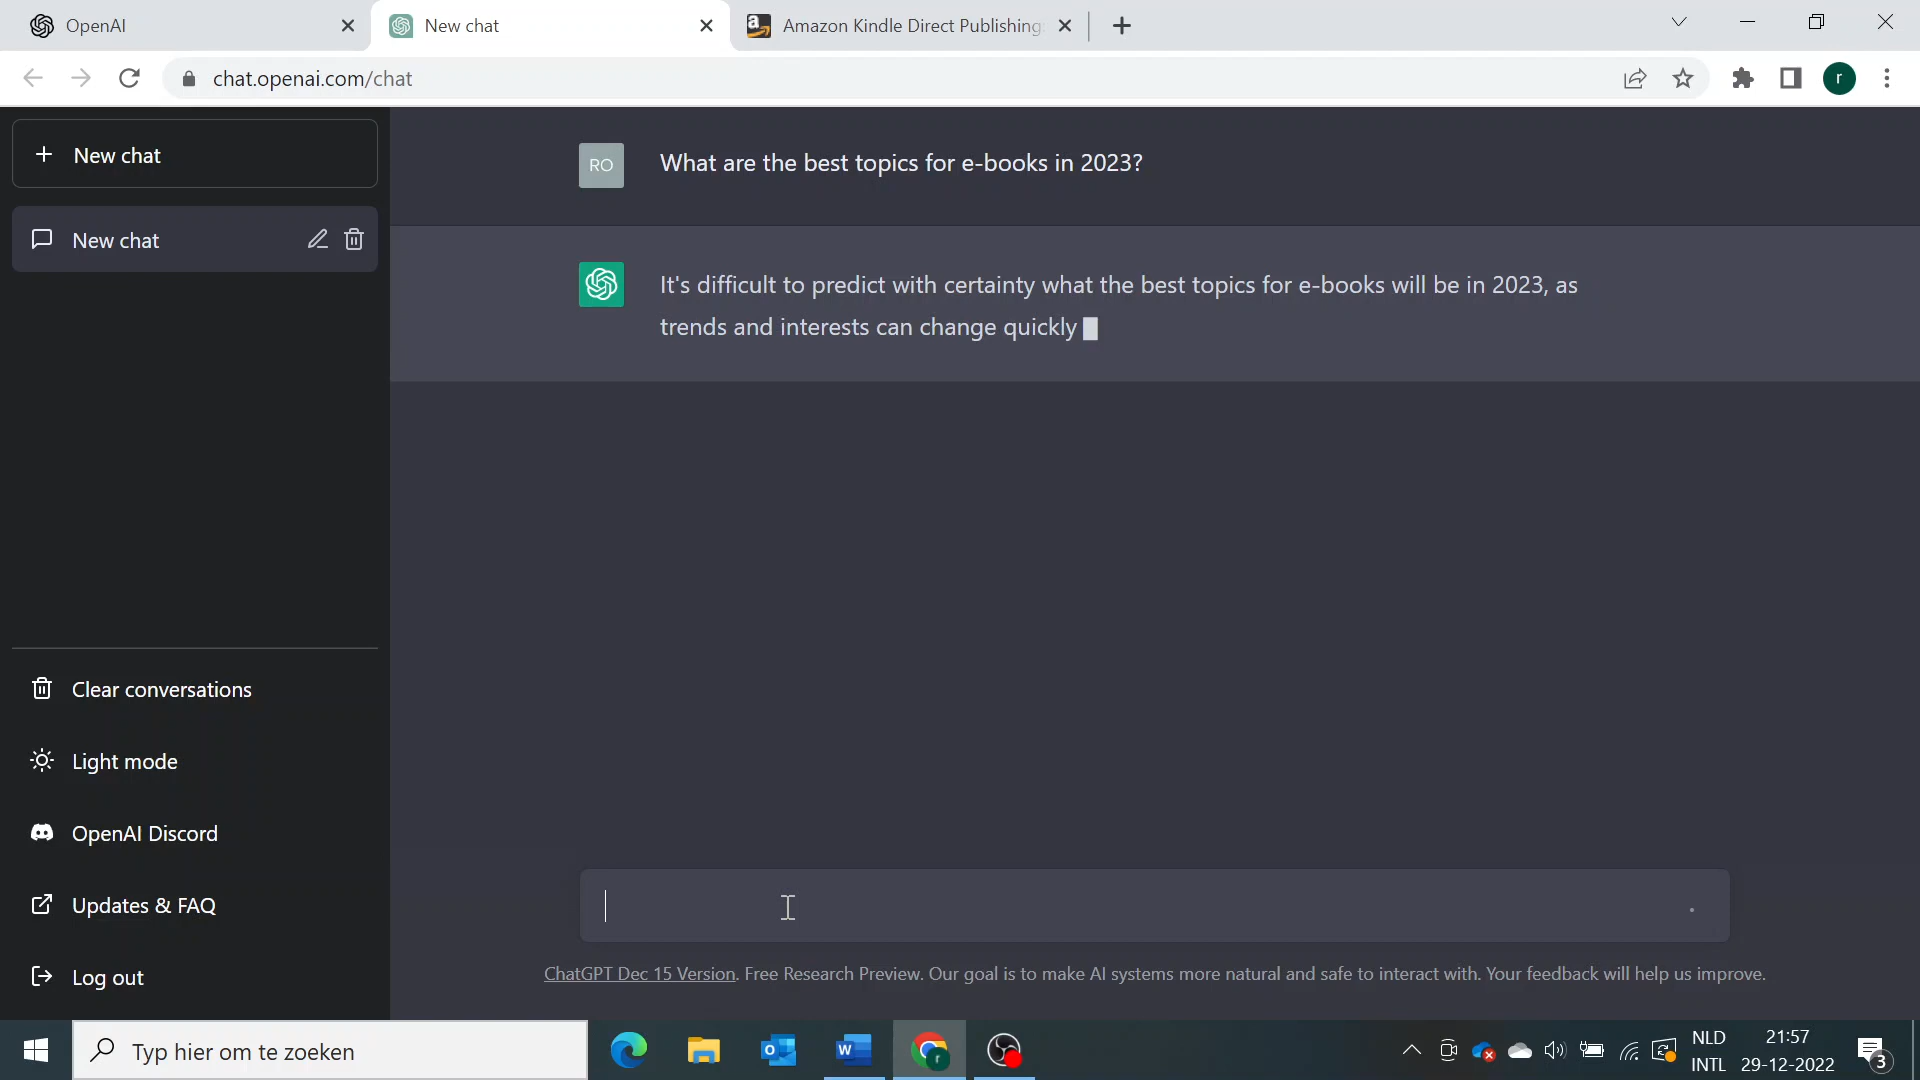 OpenAI
New chat
Amazon Kindle Direct Publishing:
chat.openai.com/chat
r
New chat
New chat
Clear conversations
Light mode
OpenAI Discord
Updates & FAQ
Log out
RO
What are the best topics for e-books in 2023?
It's difficult to predict with certainty what the best topics for e-books will be in 2023, as
trends and interests can change quickly
ChatGPT Dec 15 Version. Free Research Preview. Our goal is to make AI systems more natural and safe to interact with. Your feedback will help us improve.
Typ hier om te zoeken
NLD
INTL
21:57
29-12-2022
3